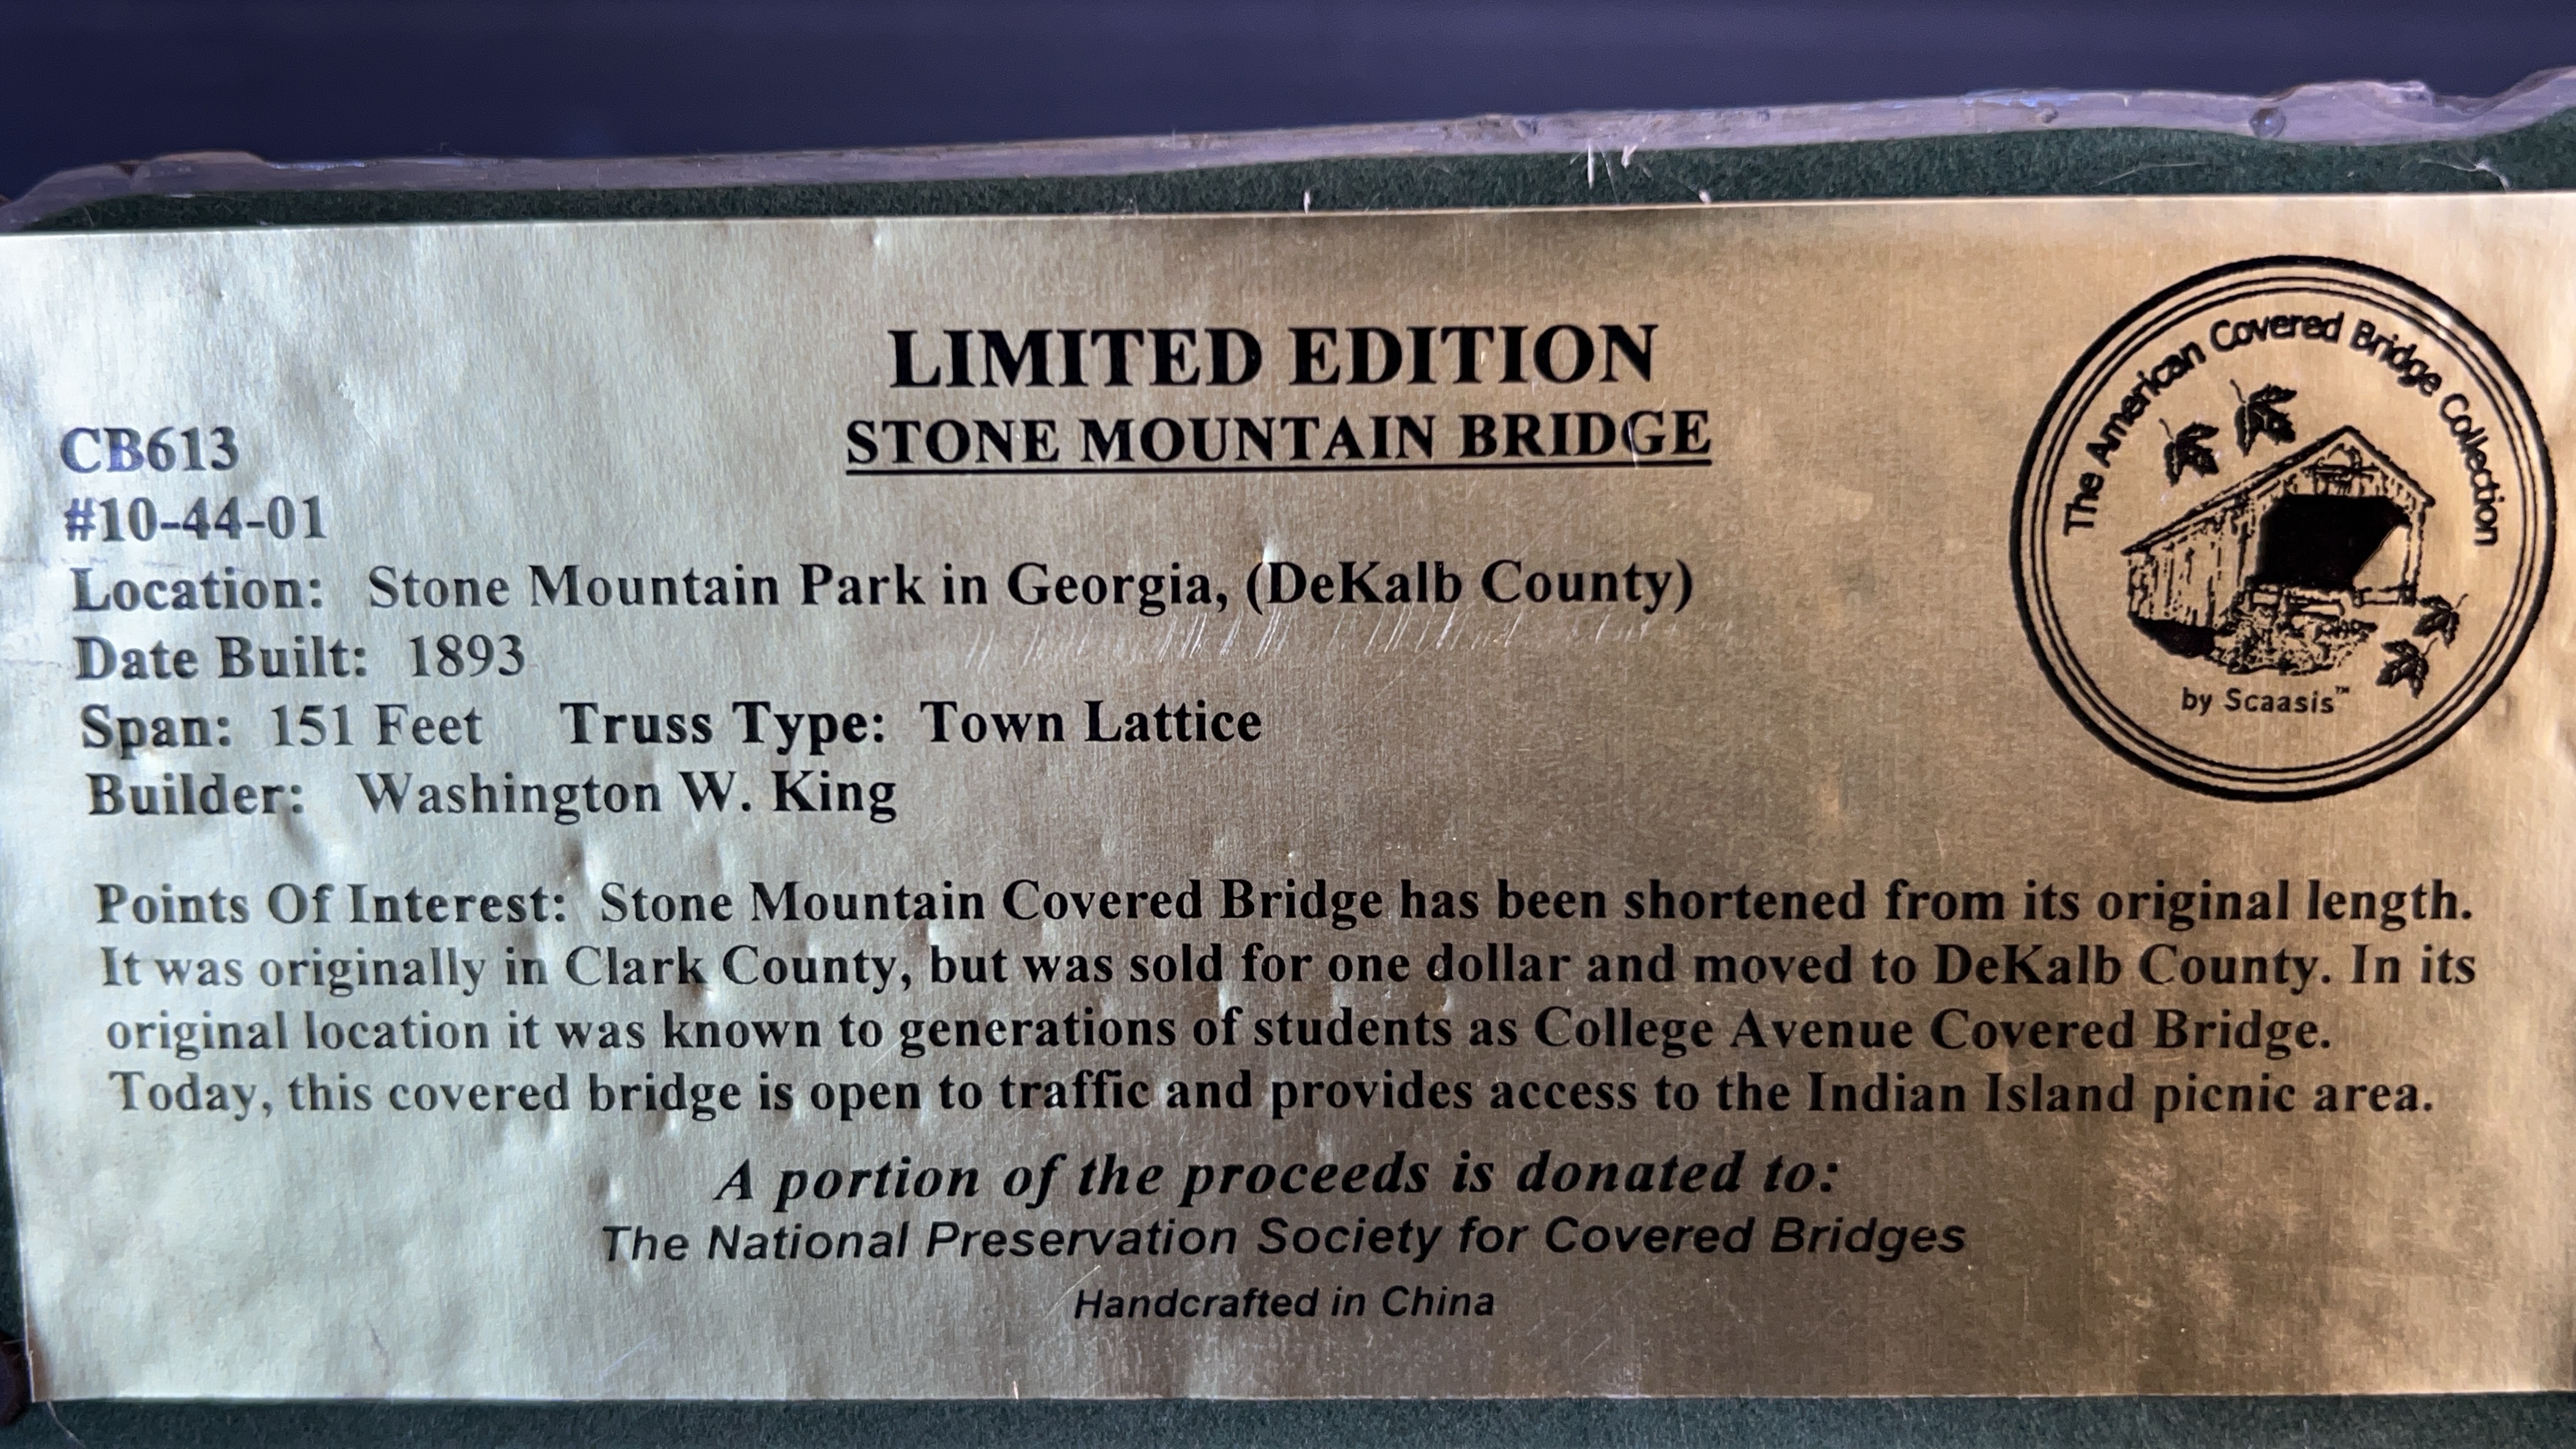 LIMITED EDITION
STONE MOUNTAIN BRIDGE
The American Covered Bridge Collection
by Scaasis™
CB613
#10-44-01
Location: Stone Mountain Park in Georgia, (DeKalb County)
Date Built: 1893
Span: 151 Feet Truss Type: Town Lattice
Builder: Washington W. King
Points Of Interest: Stone Mountain Covered Bridge has been shortened from its original length.
It was originally in Clark County, but was sold for one dollar and moved to DeKalb County. In its
original location it was known to generations of students as College Avenue Covered Bridge.
Today, this covered bridge is open to traffic and provides access to the Indian Island picnic area.
A portion of the proceeds is donated to:
The National Preservation Society for Covered Bridges
Handcrafted in China